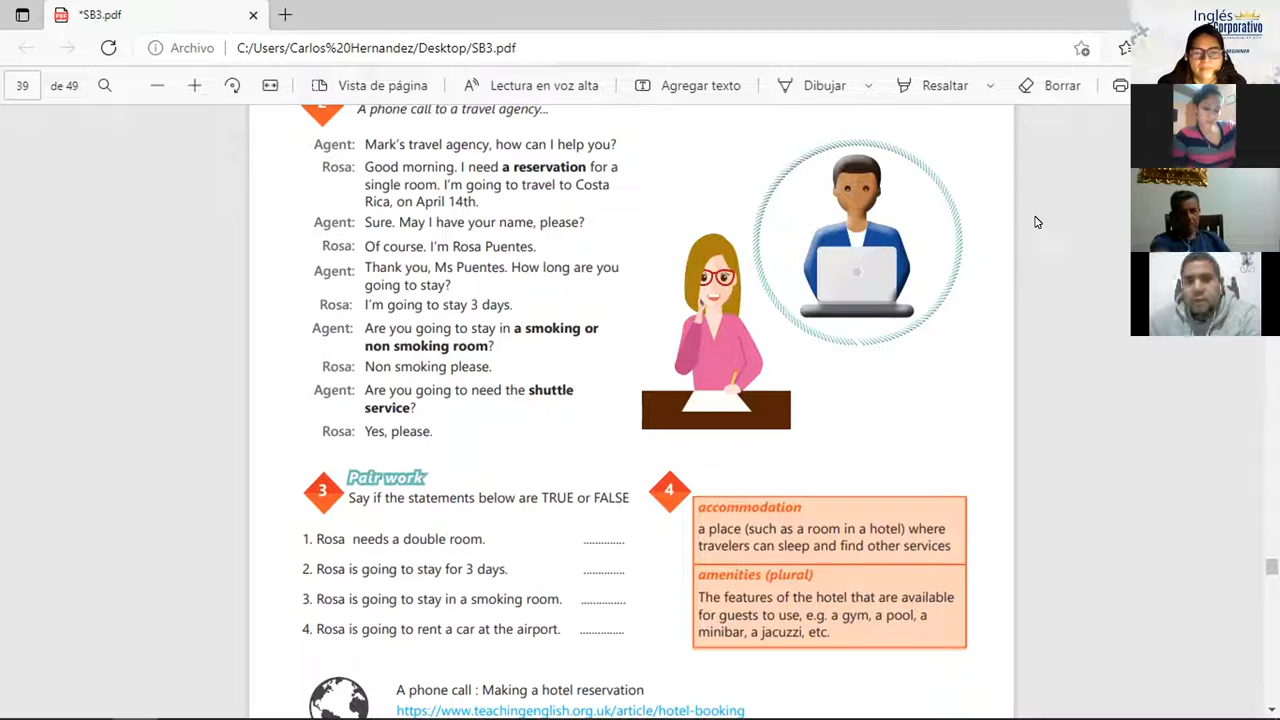 *SB3.pdf
Archivo
C:/Users/Carlos%20Hernandez/Desktop/SB3.pdf
39
de 49
Vista de página
Lectura en voz alta
Agregar texto
Dibujar
Resaltar
Borrar
Inglés
Corporativo
BEGINNER
A phone call to a travel agency...
Agent: Mark's travel agency, how can I help you?
Rosa: Good morning. I need a reservation for a
single room. I'm going to travel to Costa
Rica, on April 14th.
Agent: Sure. May I have your name, please?
Rosa: Of course. I'm Rosa Puentes.
Agent: Thank you, Ms Puentes. How long are you
going to stay?
Rosa: I'm going to stay 3 days.
Agent: Are you going to stay in a smoking or
non smoking room?
Rosa: Non smoking please.
Agent: Are you going to need the shuttle
service?
Rosa: Yes, please.
3
Pair work
Say if the statements below are TRUE or FALSE
1. Rosa needs a double room. .............
2. Rosa is going to stay for 3 days. .............
3. Rosa is going to stay in a smoking room. ..............
4. Rosa is going to rent a car at the airport. ..............
4
accommodation
a place (such as a room in a hotel) where
travelers can sleep and find other services
amenities (plural)
The features of the hotel that are available
for guests to use, e.g. a gym, a pool, a
minibar, a jacuzzi, etc.
A phone call : Making a hotel reservation
https://www.teachingenglish.org.uk/article/hotel-booking